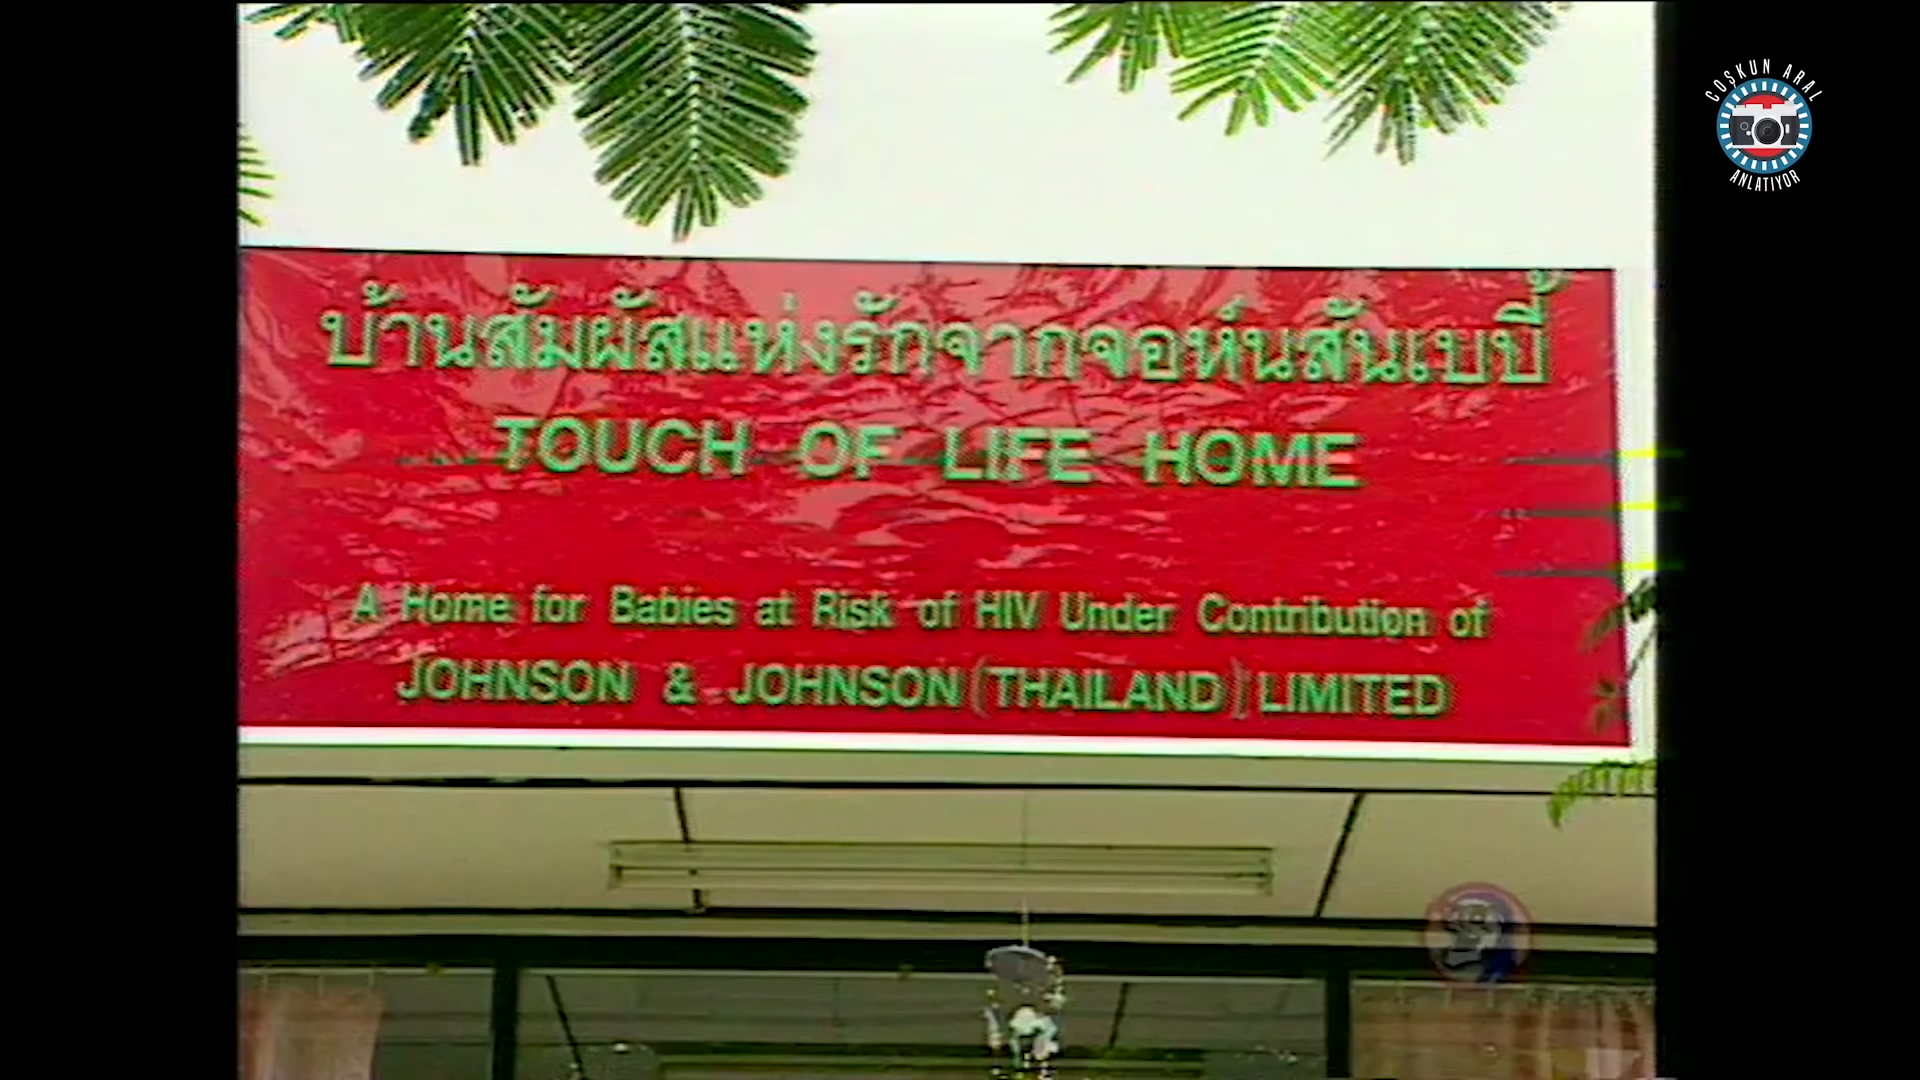 COŞKUN ARAL
ANLATIYOR
บ้านสัมผัสแห่งรักจากจอห์นสันเบบี้
TOUCH OF LIFE HOME
A Home for Babies at Risk of HIV Under Contribution of
JOHNSON & JOHNSON (THAILAND) LIMITED